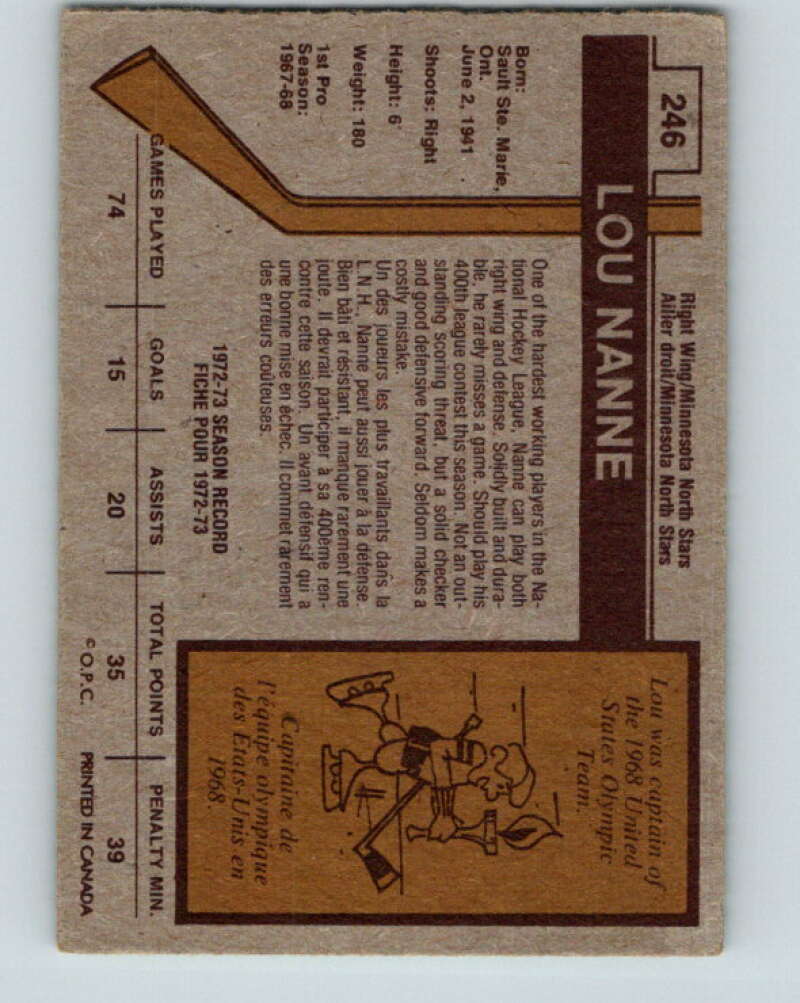 246
Right Wing/Minnesota North Stars
Ailier droit/Minnesota North Stars
LOU NANNE
Born:
Sault Ste. Marie,
Ont.
June 2, 1941
Shoots: Right
Height: 6'
Weight: 180
1st Pro
Season:
1967-68
One of the hardest working players in the Na-
tional Hockey League, Nanne can play both
right wing and defense. Solidly built and dura-
ble, he rarely misses a game. Should play his
400th league contest this season. Not an out-
standing scoring threat, but a solid checker
and good defensive forward. Seldom makes a
costly mistake.
Un des joueurs les plus travaillants dans la
L.N.H., Nanne peut aussi jouer à la défense.
Bien bâti et résistant, il manque rarement une
joute. Il devrait participer à sa 400ème ren-
contre cette saison. Un avant défensif qui a
une bonne mise en échec. Il commet rarement
des erreurs coûteuses.
Lou was captain of
the 1968 United
States Olympic
Team.
Capitaine de
l'équipe olympique
des Etats-Unis en
1968.
1972-73 SEASON RECORD
FICHE POUR 1972-73
GAMES PLAYED GOALS ASSISTS TOTAL POINTS PENALTY MIN.
74 15 20 35 39
© O.P.C. PRINTED IN CANADA